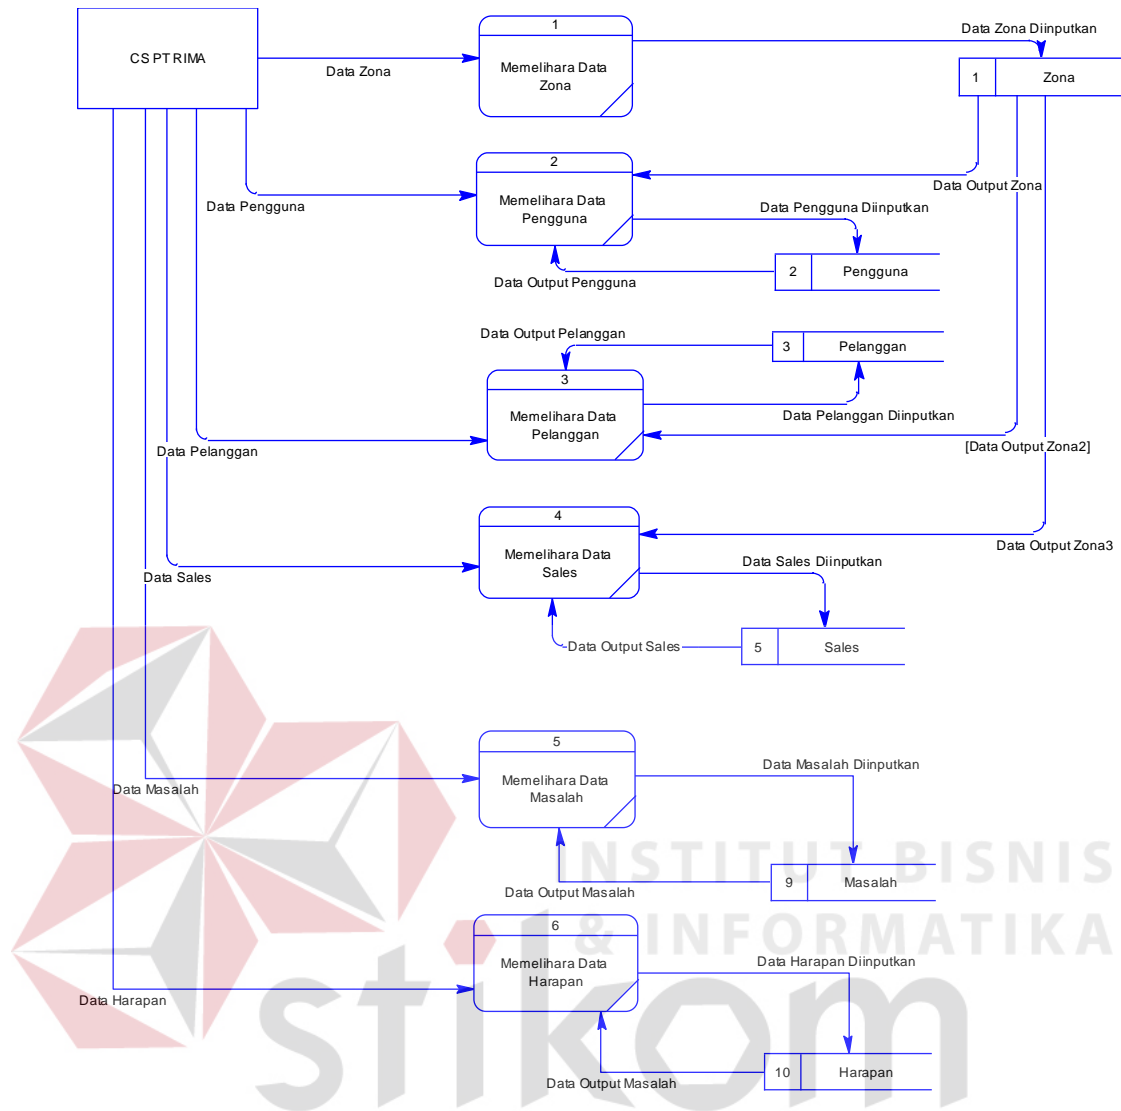 CS PT RIMA
Data Zona
1
Memelihara Data
Zona
Data Zona Diinputkan
1
Zona
2
Memelihara Data
Pengguna
Data Pengguna
Data Output Zona
Data Pengguna Diinputkan
Data Output Pengguna
2
Pengguna
Data Output Pelanggan
3
Pelanggan
3
Memelihara Data
Pelanggan
Data Pelanggan Diinputkan
Data Pelanggan
[Data Output Zona2]
4
Memelihara Data
Sales
Data Output Zona3
Data Sales
Data Sales Diinputkan
Data Output Sales
5
Sales
5
Memelihara Data
Masalah
Data Masalah Diinputkan
Data Masalah
Data Output Masalah
9
Masalah
INSTITUT BISNIS
& INFORMATIKA
stikom
6
Memelihara Data
Harapan
Data Harapan Diinputkan
Data Harapan
Data Output Masalah
10
Harapan